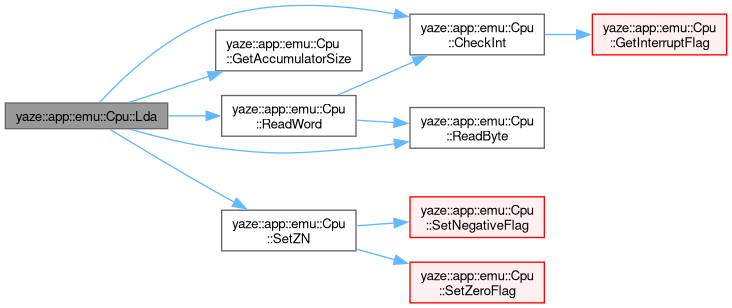 yaze::app::emu::Cpu::Lda
yaze::app::emu::Cpu
::GetAccumulatorSize
yaze::app::emu::Cpu
::ReadWord
yaze::app::emu::Cpu
::SetZN
yaze::app::emu::Cpu
::CheckInt
yaze::app::emu::Cpu
::ReadByte
yaze::app::emu::Cpu
::SetNegativeFlag
yaze::app::emu::Cpu
::SetZeroFlag
yaze::app::emu::Cpu
::GetInterruptFlag